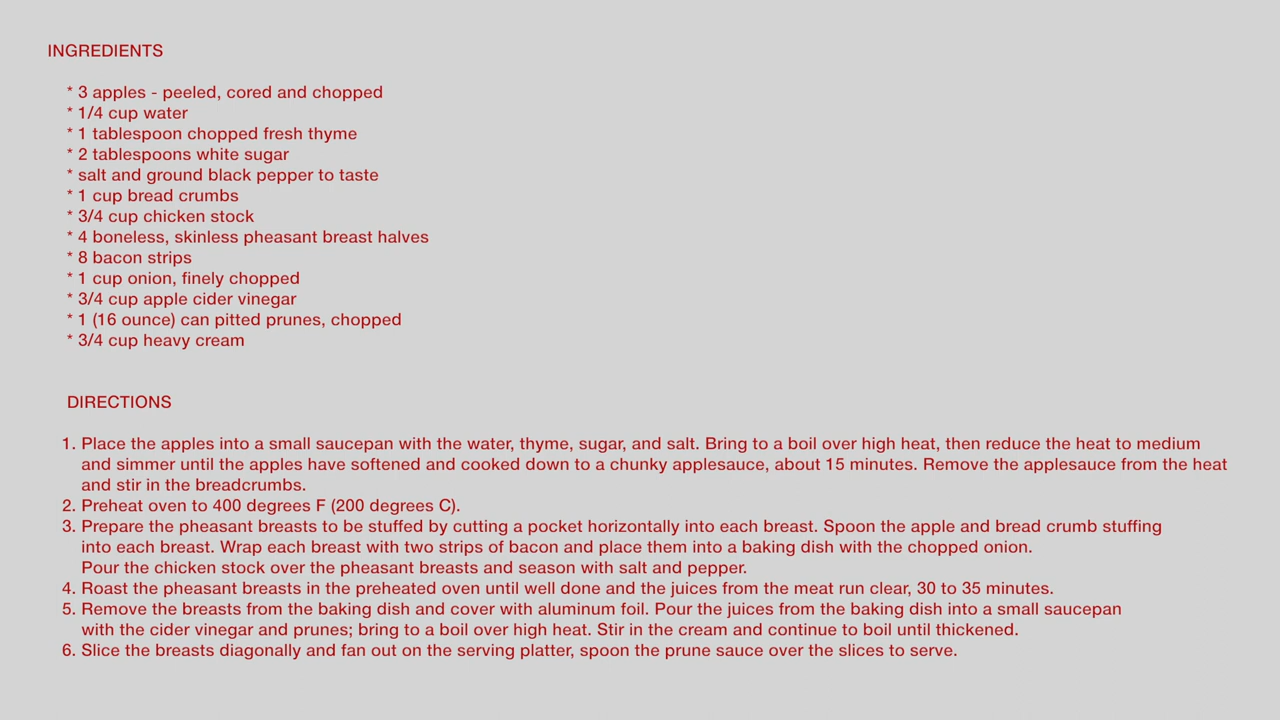 INGREDIENTS
* 3 apples - peeled, cored and chopped
* 1/4 cup water
* 1 tablespoon chopped fresh thyme
* 2 tablespoons white sugar
* salt and ground black pepper to taste
* 1 cup bread crumbs
* 3/4 cup chicken stock
* 4 boneless, skinless pheasant breast halves
* 8 bacon strips
* 1 cup onion, finely chopped
* 3/4 cup apple cider vinegar
* 1 (16 ounce) can pitted prunes, chopped
* 3/4 cup heavy cream
DIRECTIONS
1. Place the apples into a small saucepan with the water, thyme, sugar, and salt. Bring to a boil over high heat, then reduce the heat to medium
and simmer until the apples have softened and cooked down to a chunky applesauce, about 15 minutes. Remove the applesauce from the heat
and stir in the breadcrumbs.
2. Preheat oven to 400 degrees F (200 degrees C).
3. Prepare the pheasant breasts to be stuffed by cutting a pocket horizontally into each breast. Spoon the apple and bread crumb stuffing
into each breast. Wrap each breast with two strips of bacon and place them into a baking dish with the chopped onion.
Pour the chicken stock over the pheasant breasts and season with salt and pepper.
4. Roast the pheasant breasts in the preheated oven until well done and the juices from the meat run clear, 30 to 35 minutes.
5. Remove the breasts from the baking dish and cover with aluminum foil. Pour the juices from the baking dish into a small saucepan
with the cider vinegar and prunes; bring to a boil over high heat. Stir in the cream and continue to boil until thickened.
6. Slice the breasts diagonally and fan out on the serving platter, spoon the prune sauce over the slices to serve.